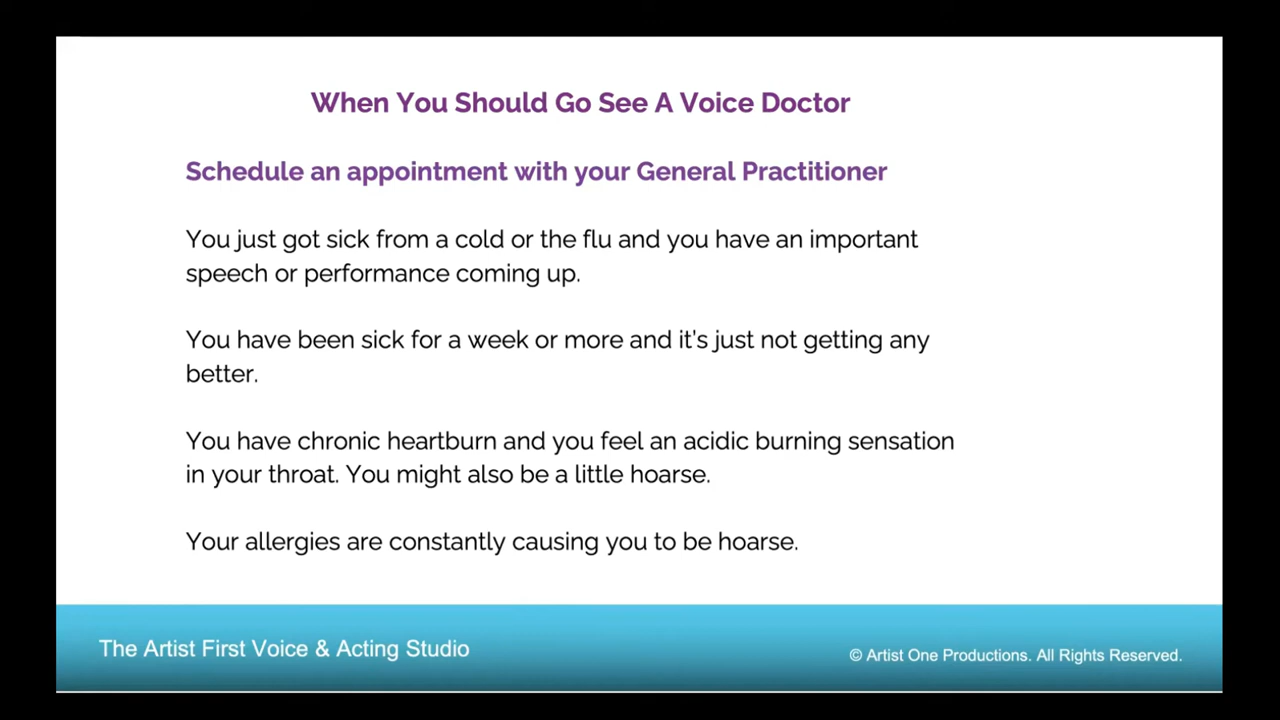 When You Should Go See A Voice Doctor
Schedule an appointment with your General Practitioner
You just got sick from a cold or the flu and you have an important
speech or performance coming up.
You have been sick for a week or more and it's just not getting any
better.
You have chronic heartburn and you feel an acidic burning sensation
in your throat. You might also be a little hoarse.
Your allergies are constantly causing you to be hoarse.
The Artist First Voice & Acting Studio
© Artist One Productions. All Rights Reserved.